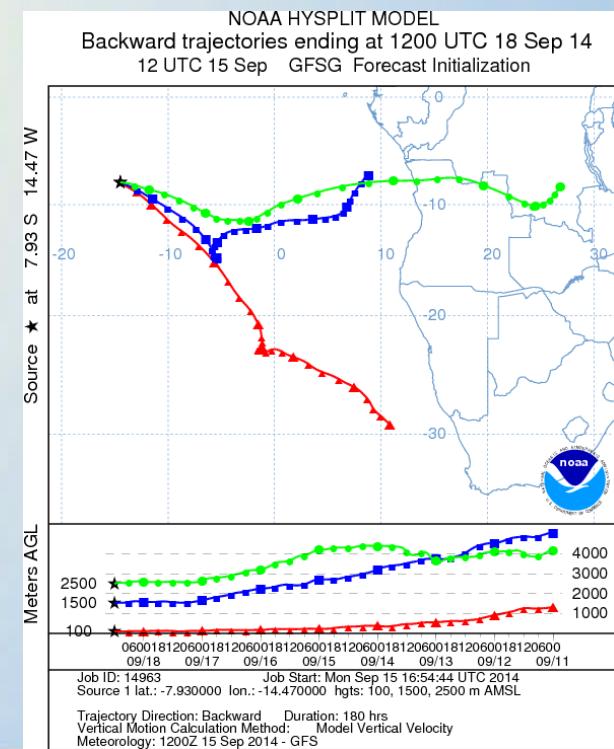 NOAA HYSPLIT MODEL
Backward trajectories ending at 1200 UTC 18 Sep 14
12 UTC 15 Sep GFSG Forecast Initialization
Source ★ at 7.93 S 14.47 W
0
-10
-20
-10
0
10
20
30
-20
-30
noaa
Meters AGL
2500
1500
100
4000
3000
2000
1000
06001812060018120600181206001812060018120600181206001812060
09/18 09/17 09/16 09/15 09/14 09/13 09/12 09/11
Job ID: 14963 Job Start: Mon Sep 15 16:54:44 UTC 2014
Source 1 lat.: -7.930000 lon.: -14.470000 hgts: 100, 1500, 2500 m AMSL
Trajectory Direction: Backward Duration: 180 hrs
Vertical Motion Calculation Method: Model Vertical Velocity
Meteorology: 1200Z 15 Sep 2014 - GFS